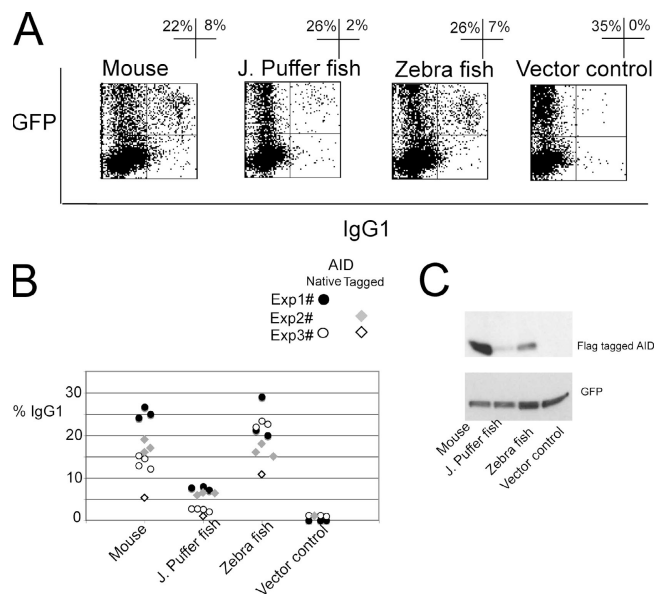 A
22% 8%
26% 2%
26% 7%
35% 0%
Mouse
J. Puffer fish
Zebra fish
Vector control
GFP
IgG1
B
AID
Native Tagged
Exp1#
Exp2#
Exp3#
% IgG1
30
20
10
0
Mouse
J. Puffer fish
Zebra fish
Vector control
C
Flag tagged AID
GFP
Mouse
J. Puffer fish
Zebra fish
Vector control